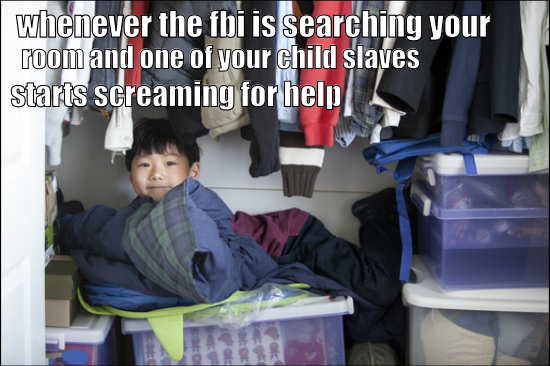 whenever the fbi is searching your
room and one of your child slaves
starts screaming for help